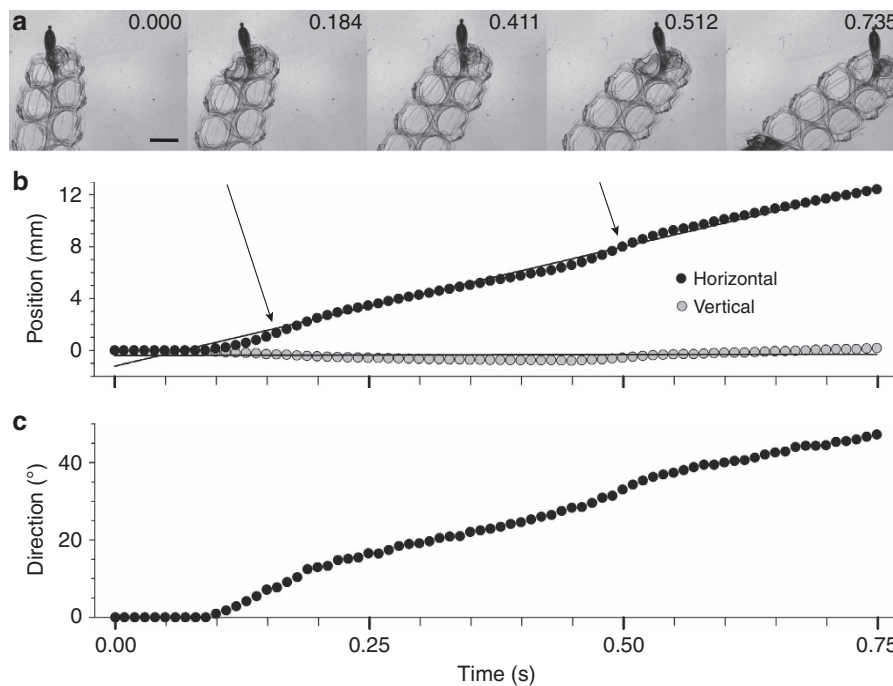 a
0.000 0.184 0.411 0.512 0.735
b
Position (mm)
12
8
4
0
Horizontal
Vertical
c
Direction (°)
40
20
0
0.00 0.25 0.50 0.75
Time (s)